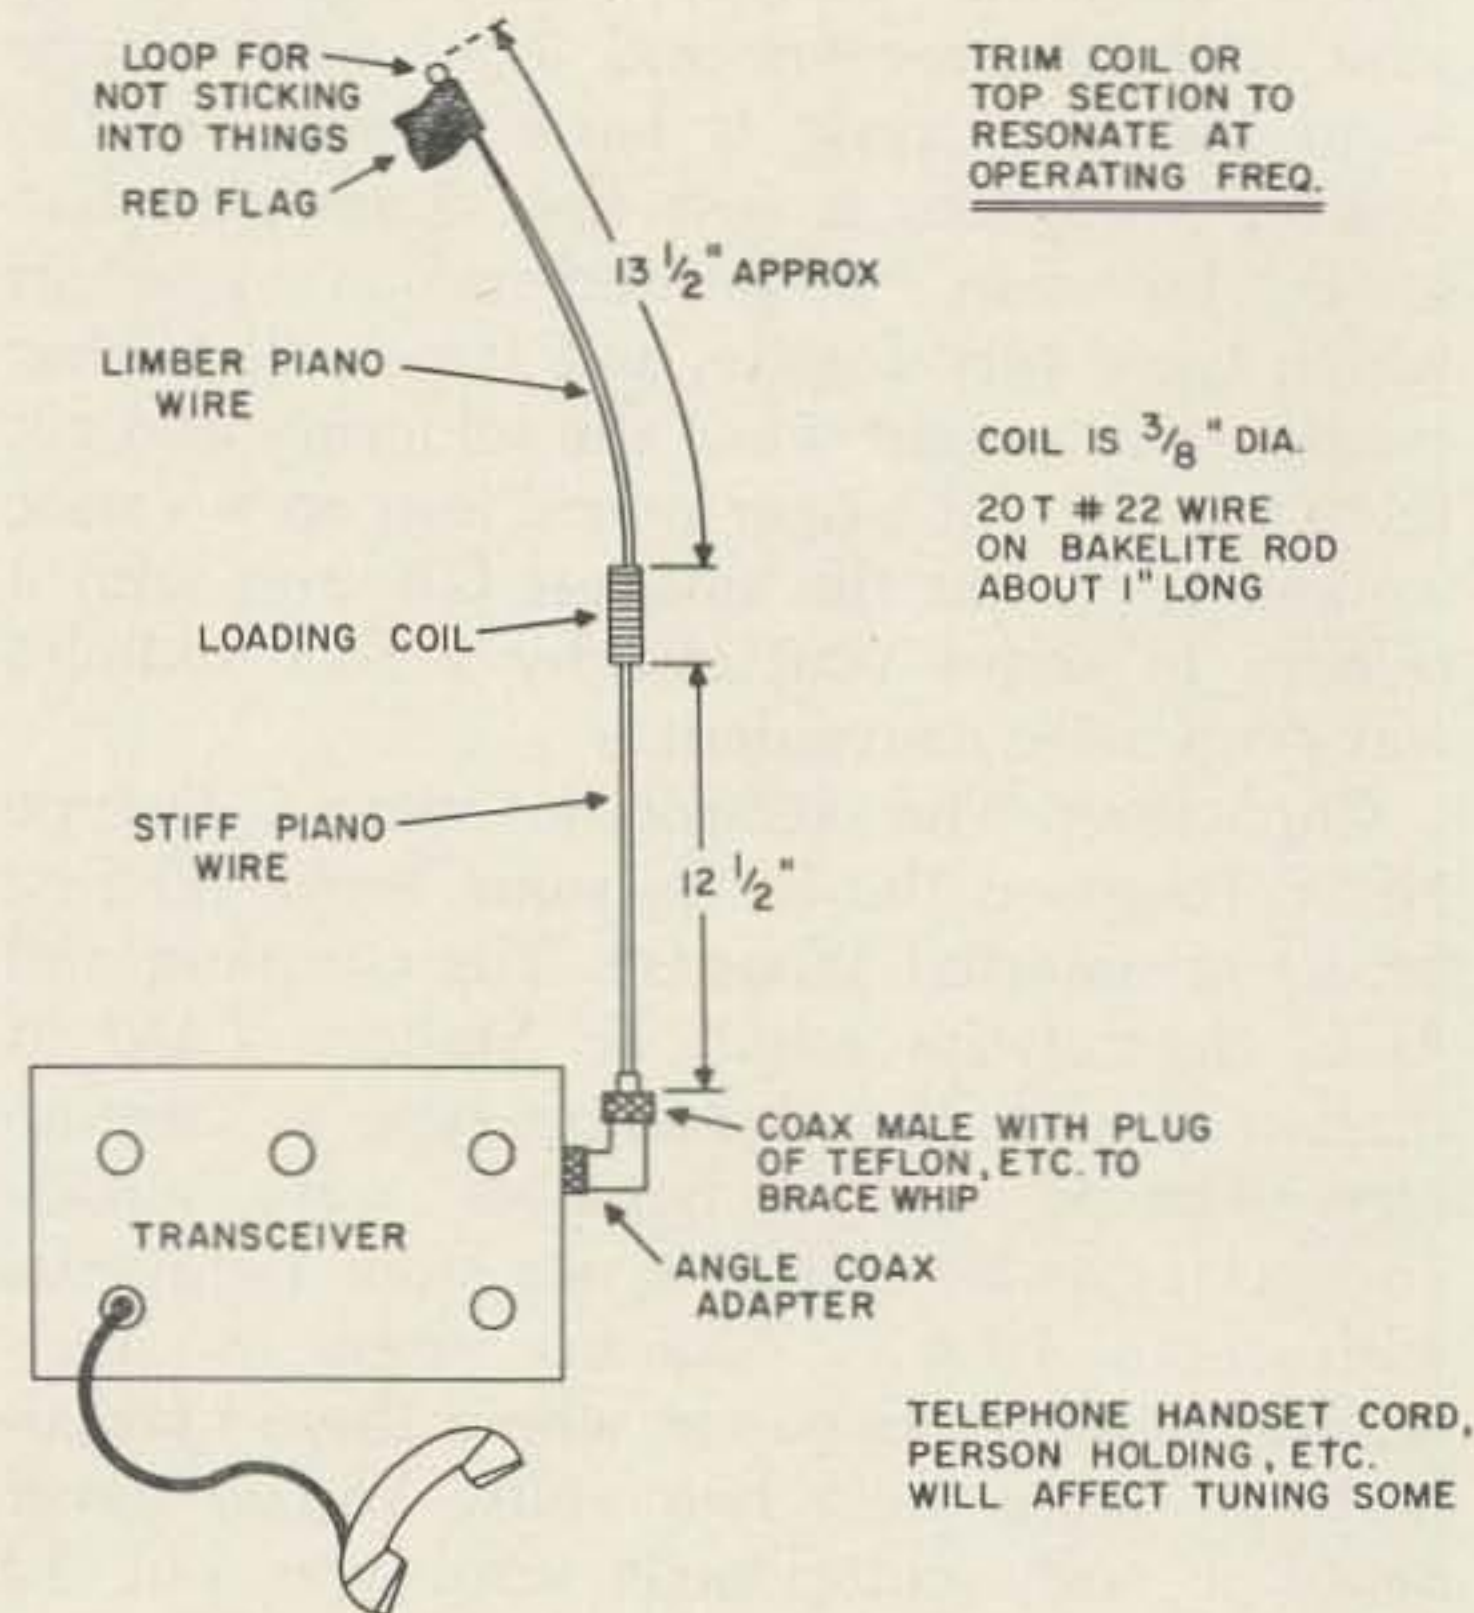 LOOP FOR
NOT STICKING
INTO THINGS
RED FLAG
TRIM COIL OR
TOP SECTION TO
RESONATE AT
OPERATING FREQ.
13 1/2" APPROX
LIMBER PIANO
WIRE
COIL IS 3/8" DIA.
20T # 22 WIRE
ON BAKELITE ROD
ABOUT 1" LONG
LOADING COIL
STIFF PIANO
WIRE
12 1/2"
COAX MALE WITH PLUG
OF TEFLON, ETC. TO
BRACE WHIP
TRANSCEIVER
ANGLE COAX
ADAPTER
TELEPHONE HANDSET CORD,
PERSON HOLDING, ETC.
WILL AFFECT TUNING SOME